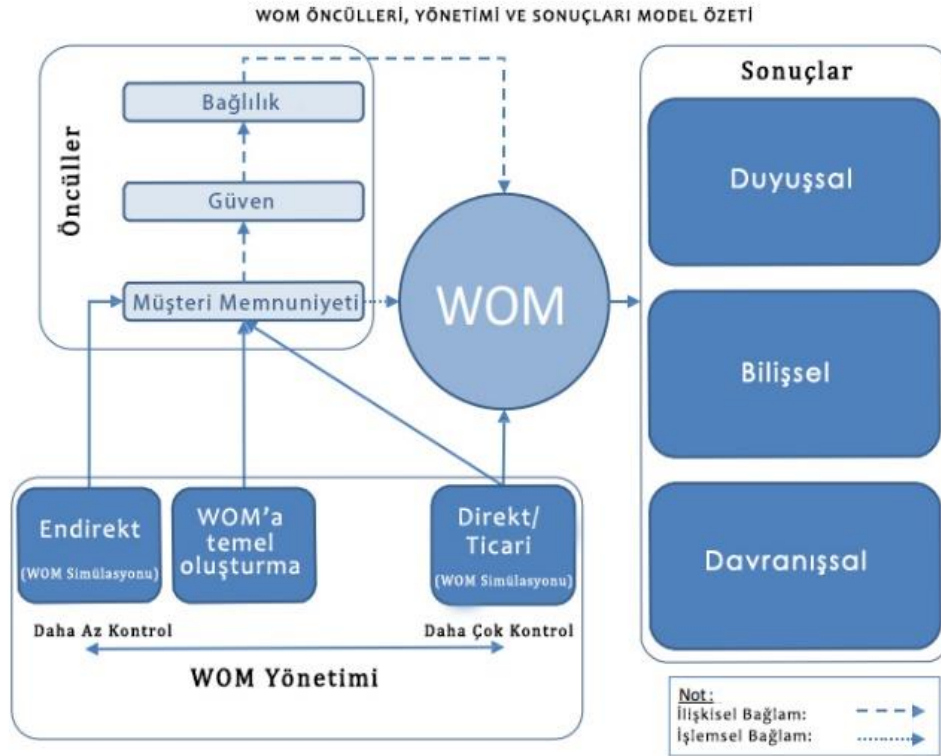 WOM ÖNCÜLLERİ, YÖNETİMİ VE SONUÇLARI MODEL ÖZETİ
Öncüller
Bağlılık
Güven
Müşteri Memnuniyeti
WOM
Sonuçlar
Duyuşsal
Bilişsel
Davranışsal
Endirekt
(WOM Simülasyonu)
WOM'a
temel
oluşturma
Direkt/
Ticari
(WOM Simülasyonu)
Daha Az Kontrol
Daha Çok Kontrol
WOM Yönetimi
Not :
İlişkisel Bağlam:
İşlemsel Bağlam: